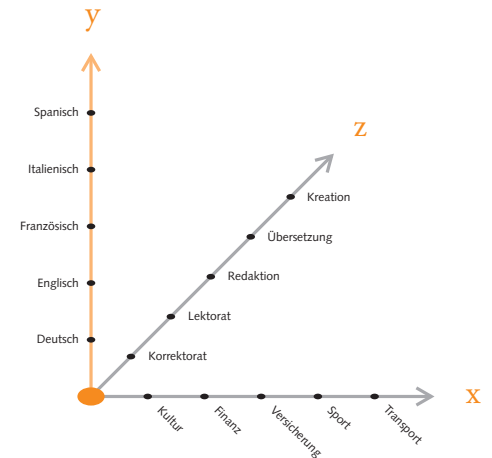 y
Spanisch
z
Italienisch
Kreation
Französisch
Übersetzung
Redaktion
Englisch
Lektorat
Deutsch
Korrektorat
x
Kultur
Finanz
Versicherung
Sport
Transport